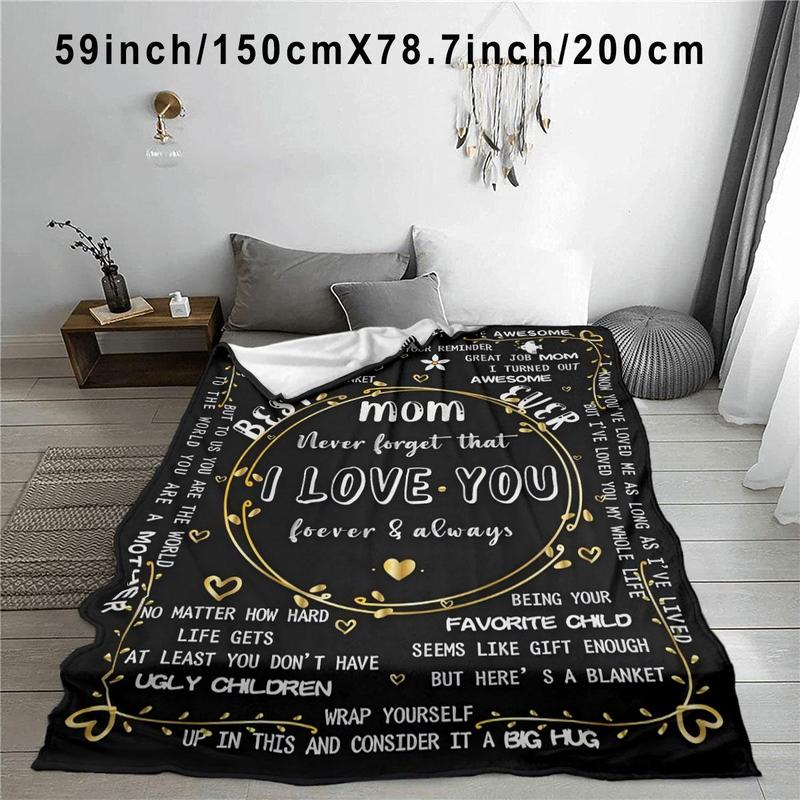 59inch/150cmX78.7inch/200cm
AWESOME
YOUR REMINDER
GREAT JOB MOM
I TURNED OUT
AWESOME
BEST
mom
EVER
Never forget that
I LOVE YOU
foever & always
TO THE WORLD YOU ARE A MOTHER
BUT TO US YOU ARE THE WORLD
I KNOW YOU'VE LOVED ME AS LONG AS I'VE LIVED
BUT I'VE LOVED YOU MY WHOLE LIFE
NO MATTER HOW HARD
LIFE GETS
AT LEAST YOU DON'T HAVE
UGLY CHILDREN
BEING YOUR
FAVORITE CHILD
SEEMS LIKE GIFT ENOUGH
BUT HERE'S A BLANKET
WRAP YOURSELF
UP IN THIS AND CONSIDER IT A BIG HUG